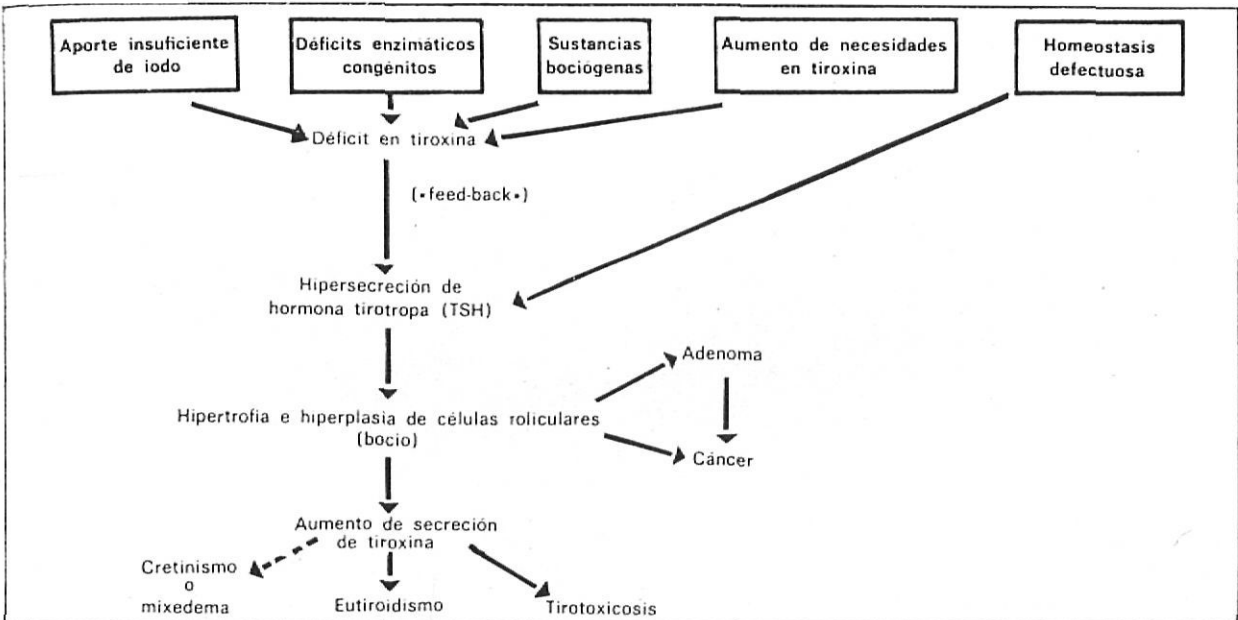 Aporte insuficiente
de iodo
Déficits enzimáticos
congénitos
Sustancias
bociógenas
Aumento de necesidades
en tiroxina
Homeostasis
defectuosa
Déficit en tiroxina
(•feed-back•)
Hipersecreción de
hormona tirotropa (TSH)
Adenoma
Hipertrofia e hiperplasia de células roliculares
(bocio)
Cáncer
Aumento de secreción
de tiroxina
Cretinismo
o
mixedema
Eutiroidismo
Tirotoxicosis